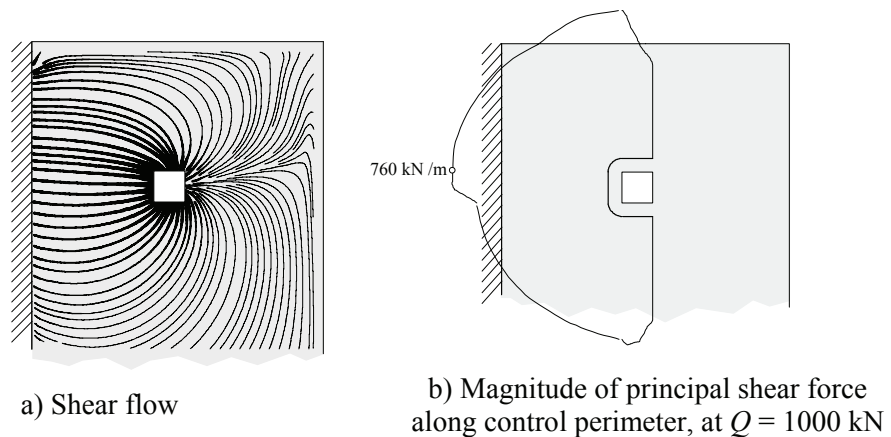 760 kN /m
a) Shear flow
b) Magnitude of principal shear force
along control perimeter, at Q = 1000 kN